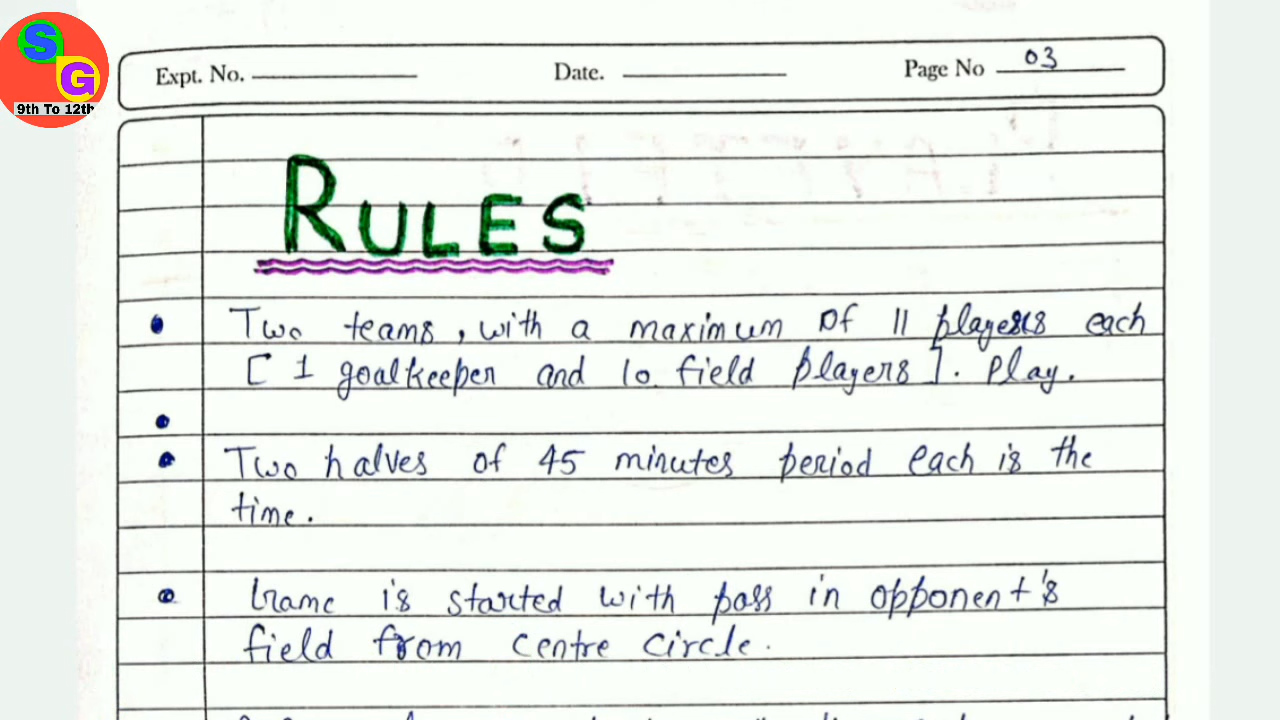 S
G
9th To 12th
Expt. No.
Date.
Page No 03
RULES
Two teams, with a maximum of 11 players each
[ 1 goalkeeper and 10 field players ]. Play.
Two halves of 45 minutes period each is the
time.
Game is started with pass in opponent's
field from centre circle.